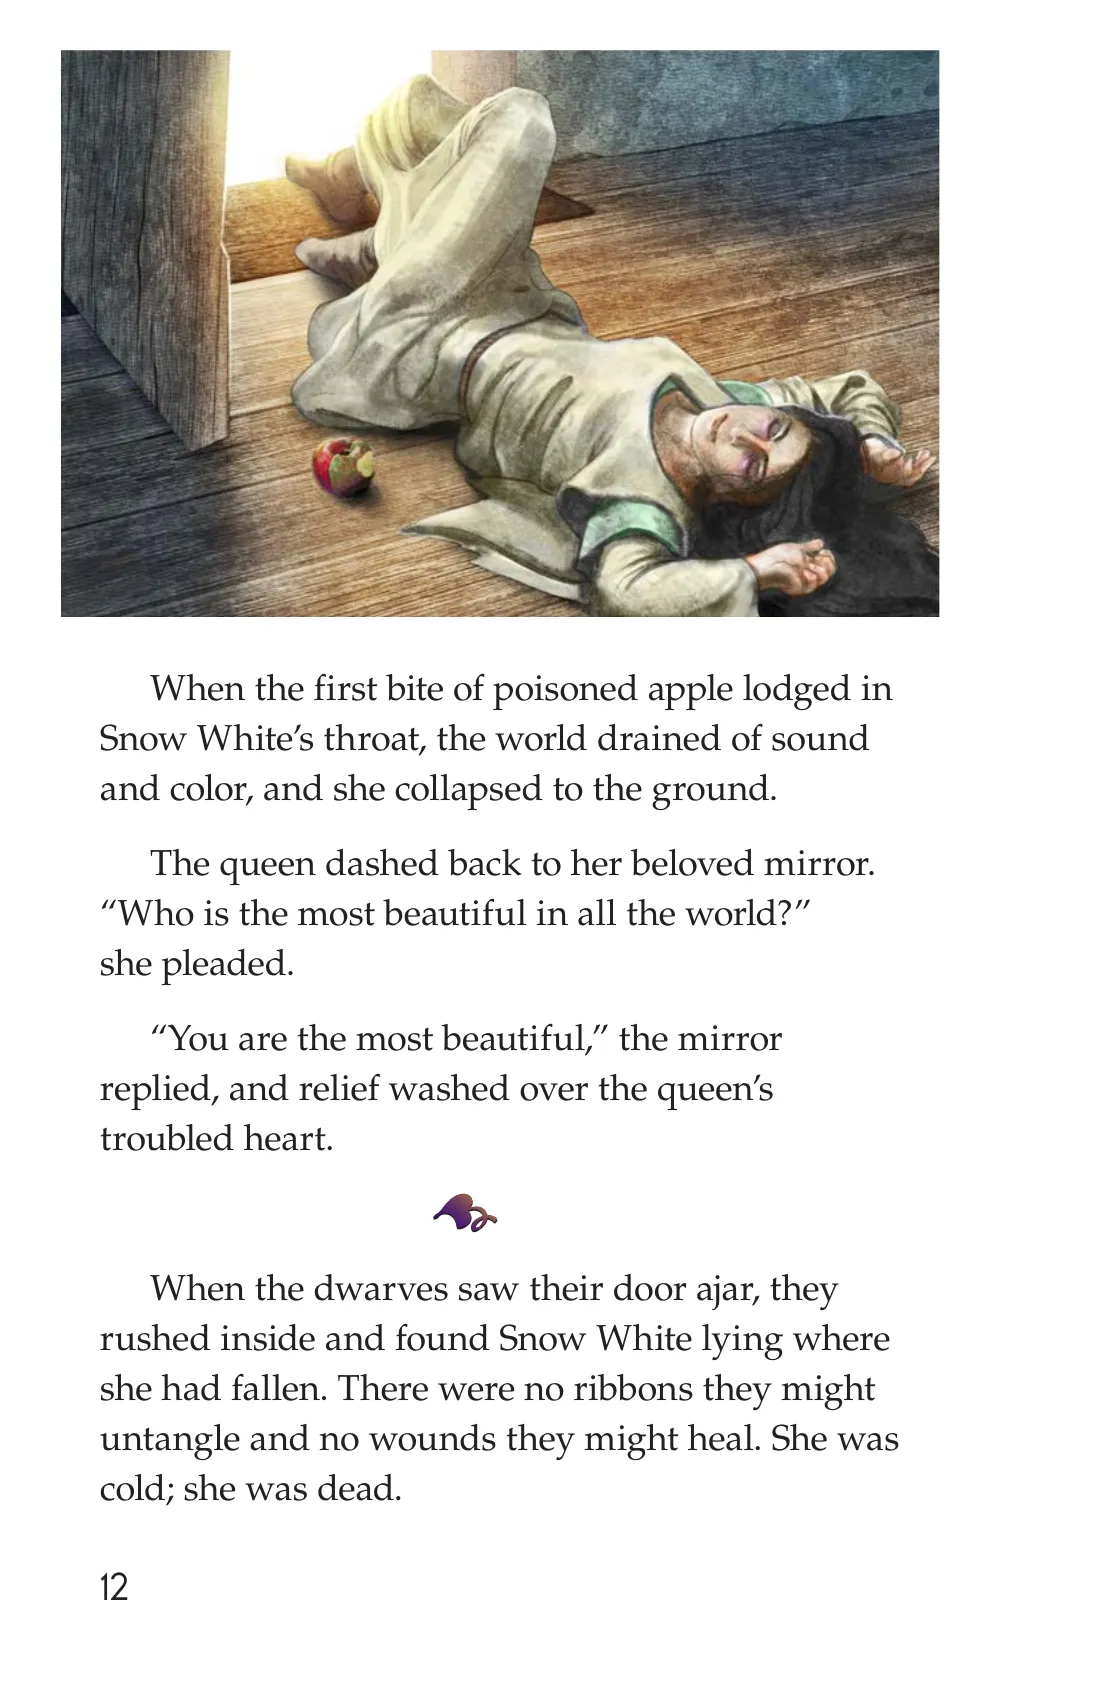 When the first bite of poisoned apple lodged in
Snow White’s throat, the world drained of sound
and color, and she collapsed to the ground.
The queen dashed back to her beloved mirror.
“Who is the most beautiful in all the world?”
she pleaded.
“You are the most beautiful,” the mirror
replied, and relief washed over the queen’s
troubled heart.
When the dwarves saw their door ajar, they
rushed inside and found Snow White lying where
she had fallen. There were no ribbons they might
untangle and no wounds they might heal. She was
cold; she was dead.
12